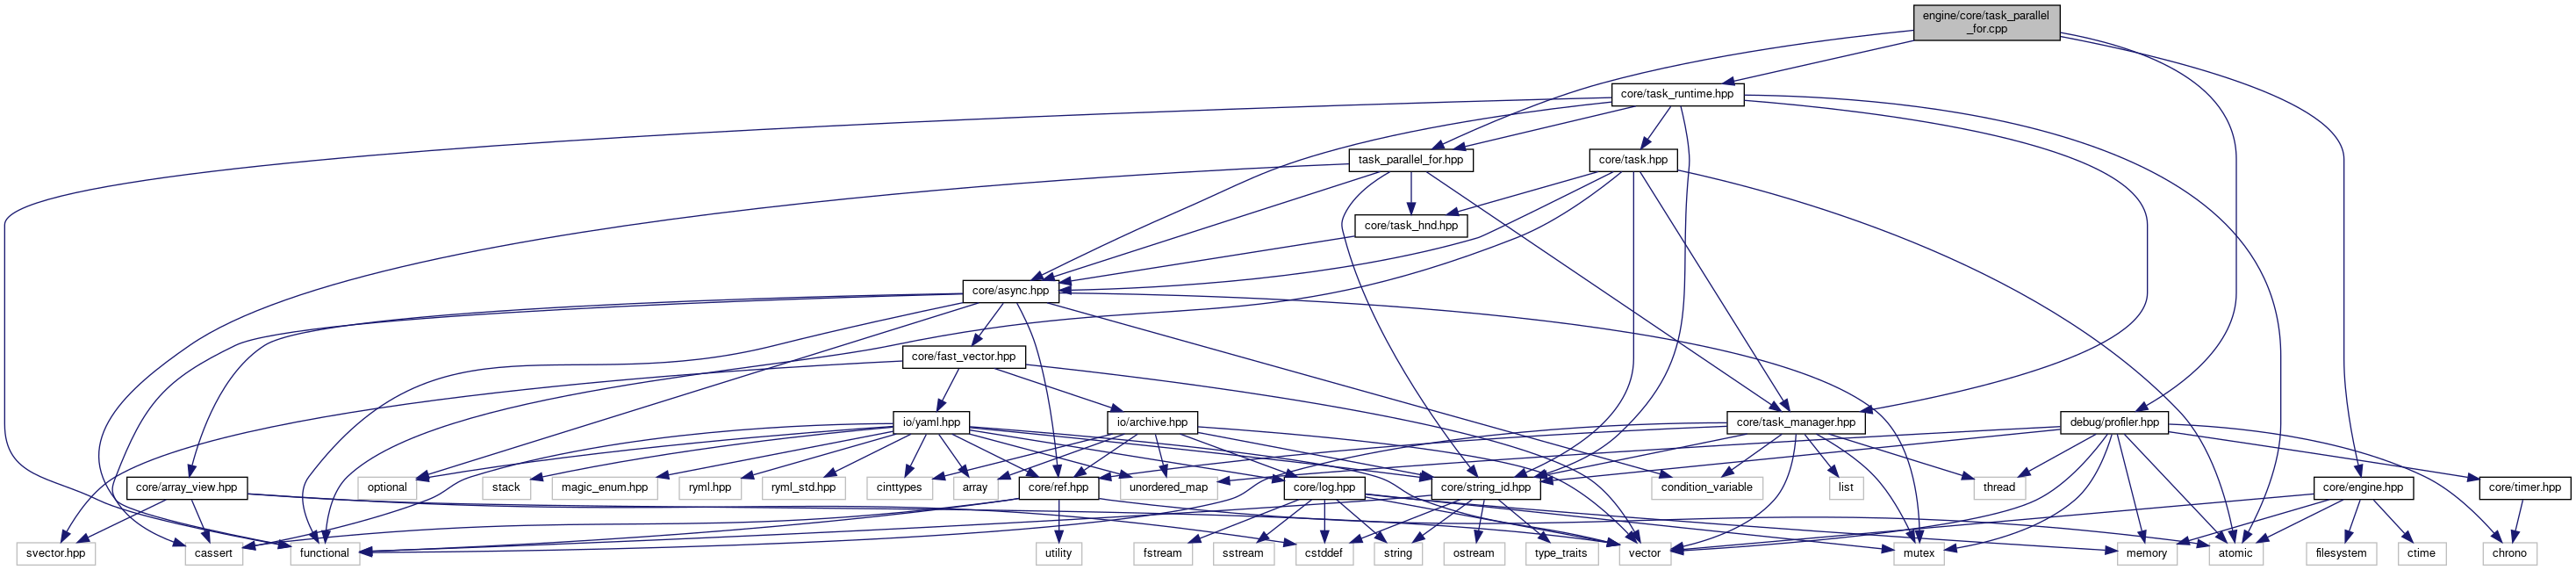 engine/core/task_parallel
_for.cpp
core/task_runtime.hpp
task_parallel_for.hpp
core/task.hpp
core/task_hnd.hpp
core/async.hpp
core/fast_vector.hpp
io/yaml.hpp
io/archive.hpp
core/task_manager.hpp
debug/profiler.hpp
core/array_view.hpp
optional
stack
magic_enum.hpp
ryml.hpp
ryml_std.hpp
cinttypes
array
core/ref.hpp
unordered_map
core/log.hpp
core/string_id.hpp
condition_variable
list
thread
core/engine.hpp
core/timer.hpp
svector.hpp
cassert
functional
utility
fstream
sstream
cstddef
string
ostream
type_traits
vector
mutex
memory
atomic
filesystem
ctime
chrono